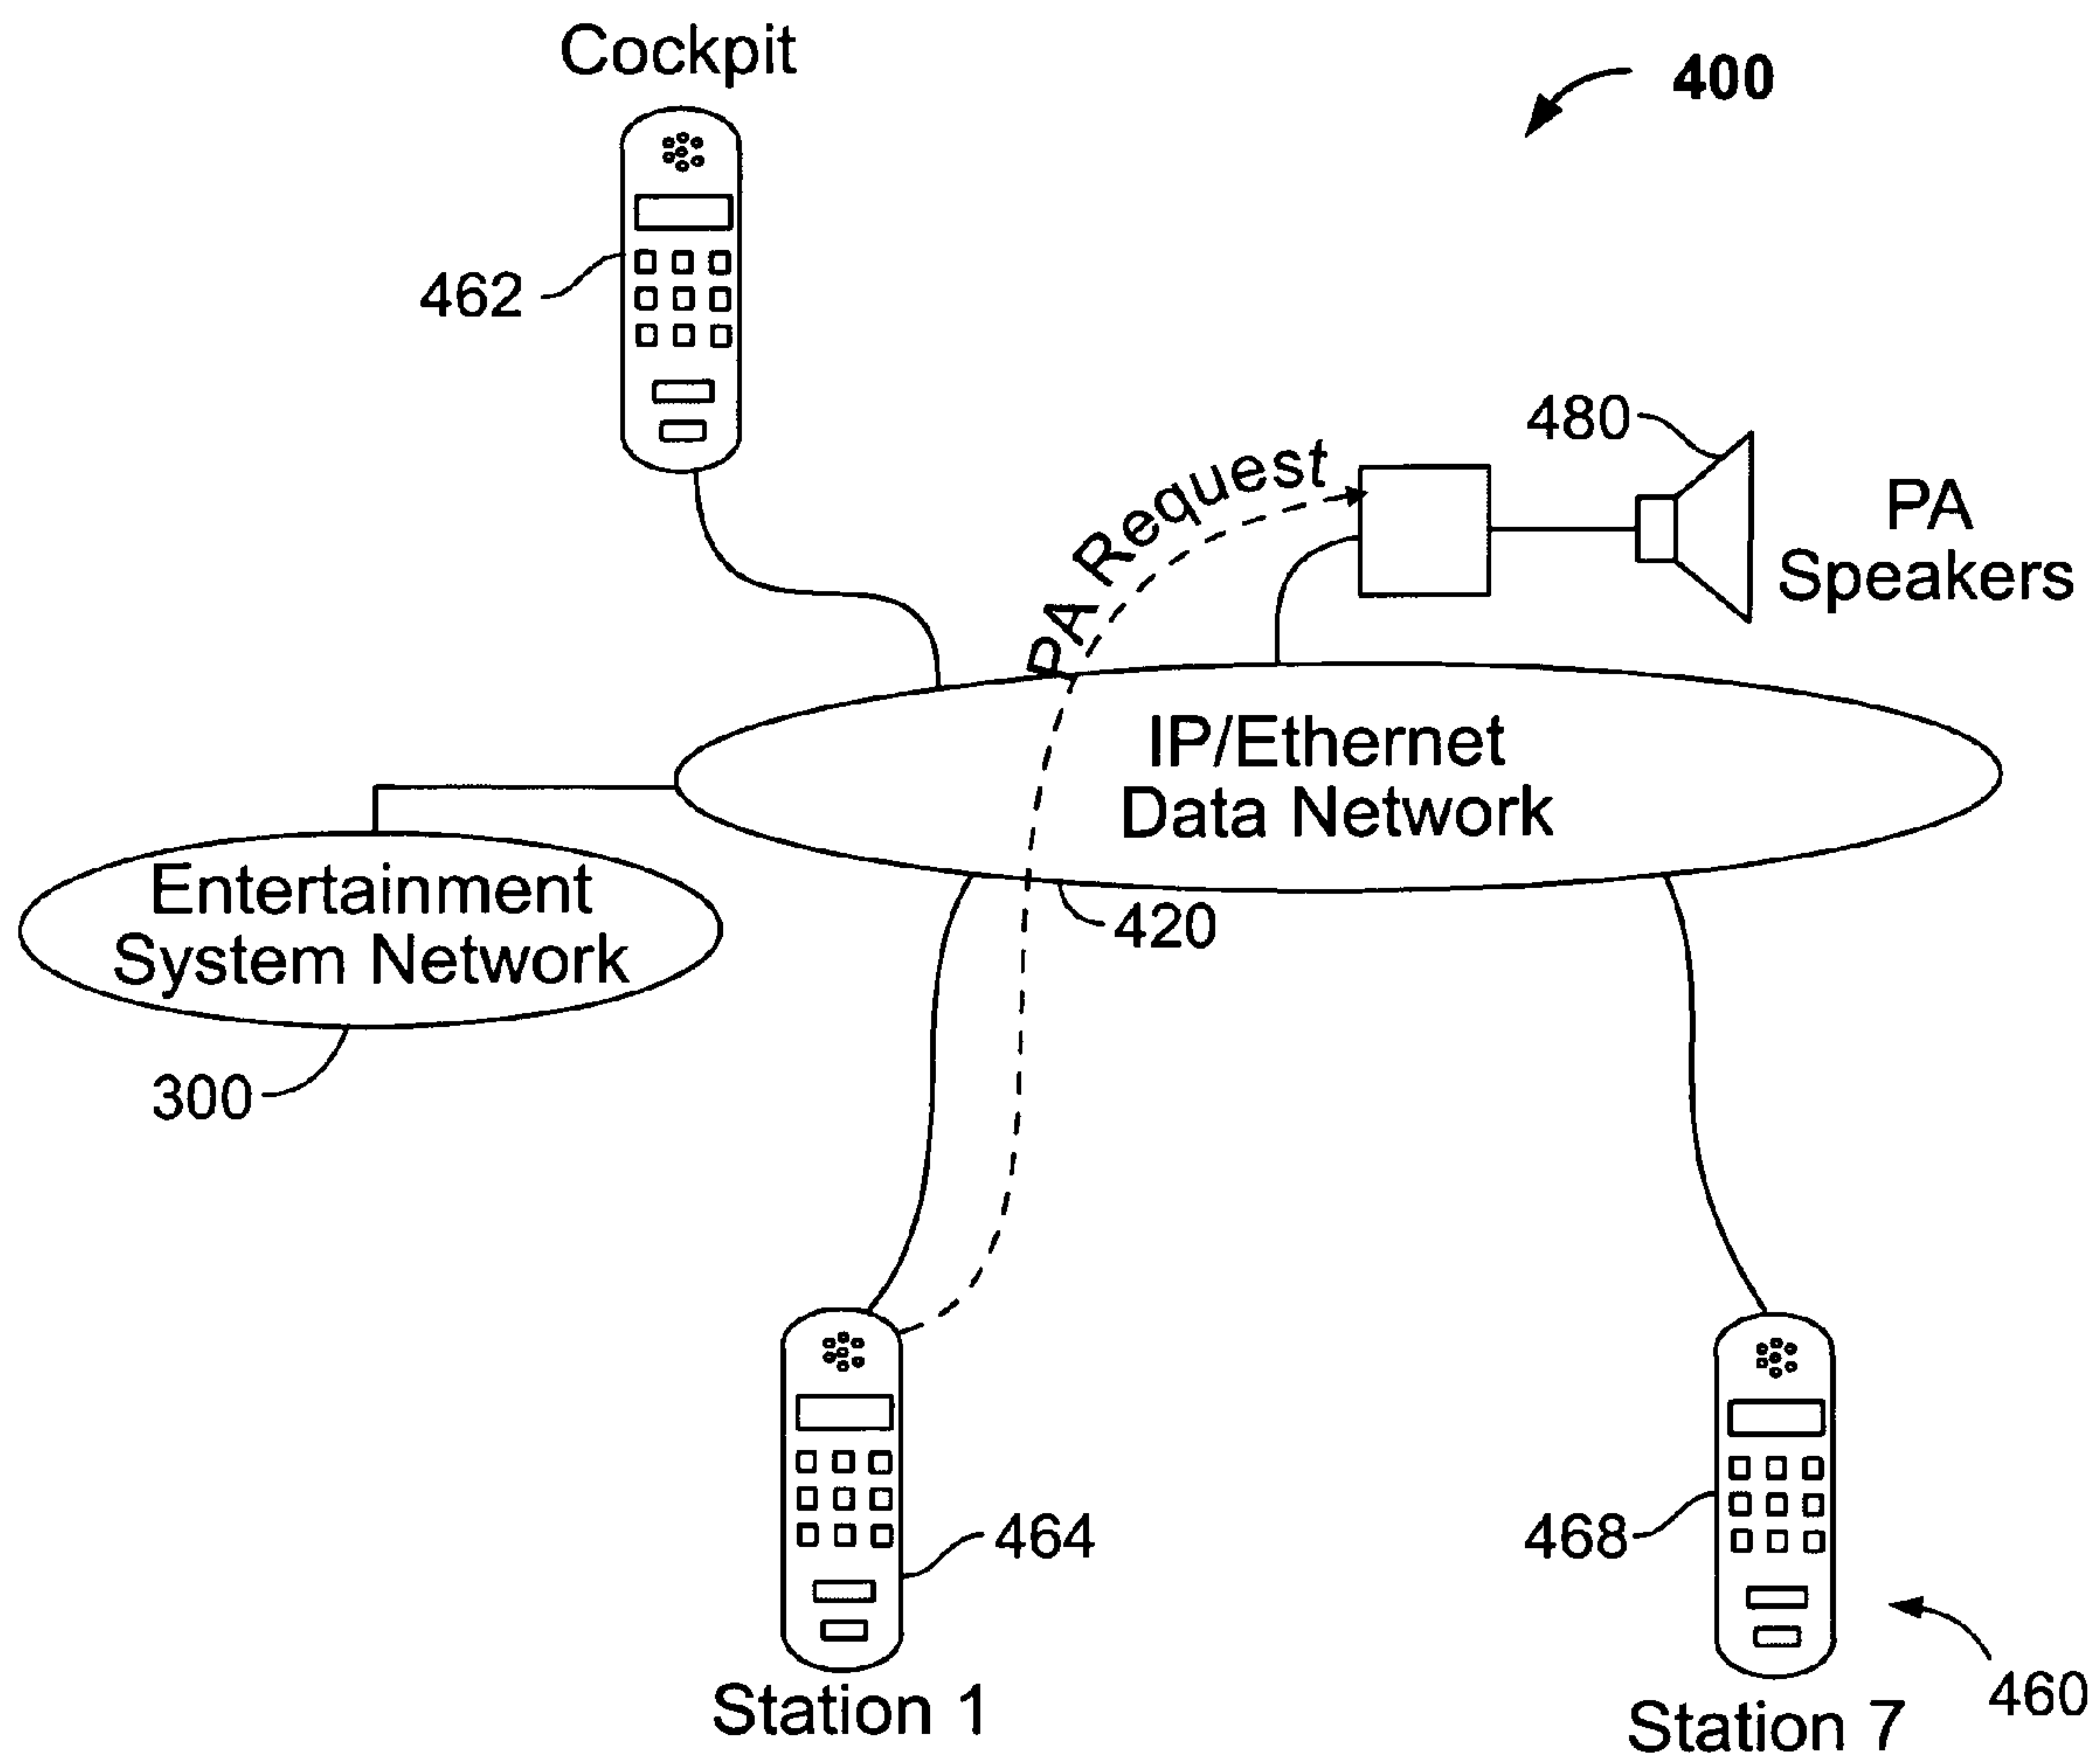 Cockpit
400
462
480
PA Request
PA
Speakers
IP/Ethernet
Data Network
Entertainment
System Network
420
300
464
468
460
Station 1
Station 7